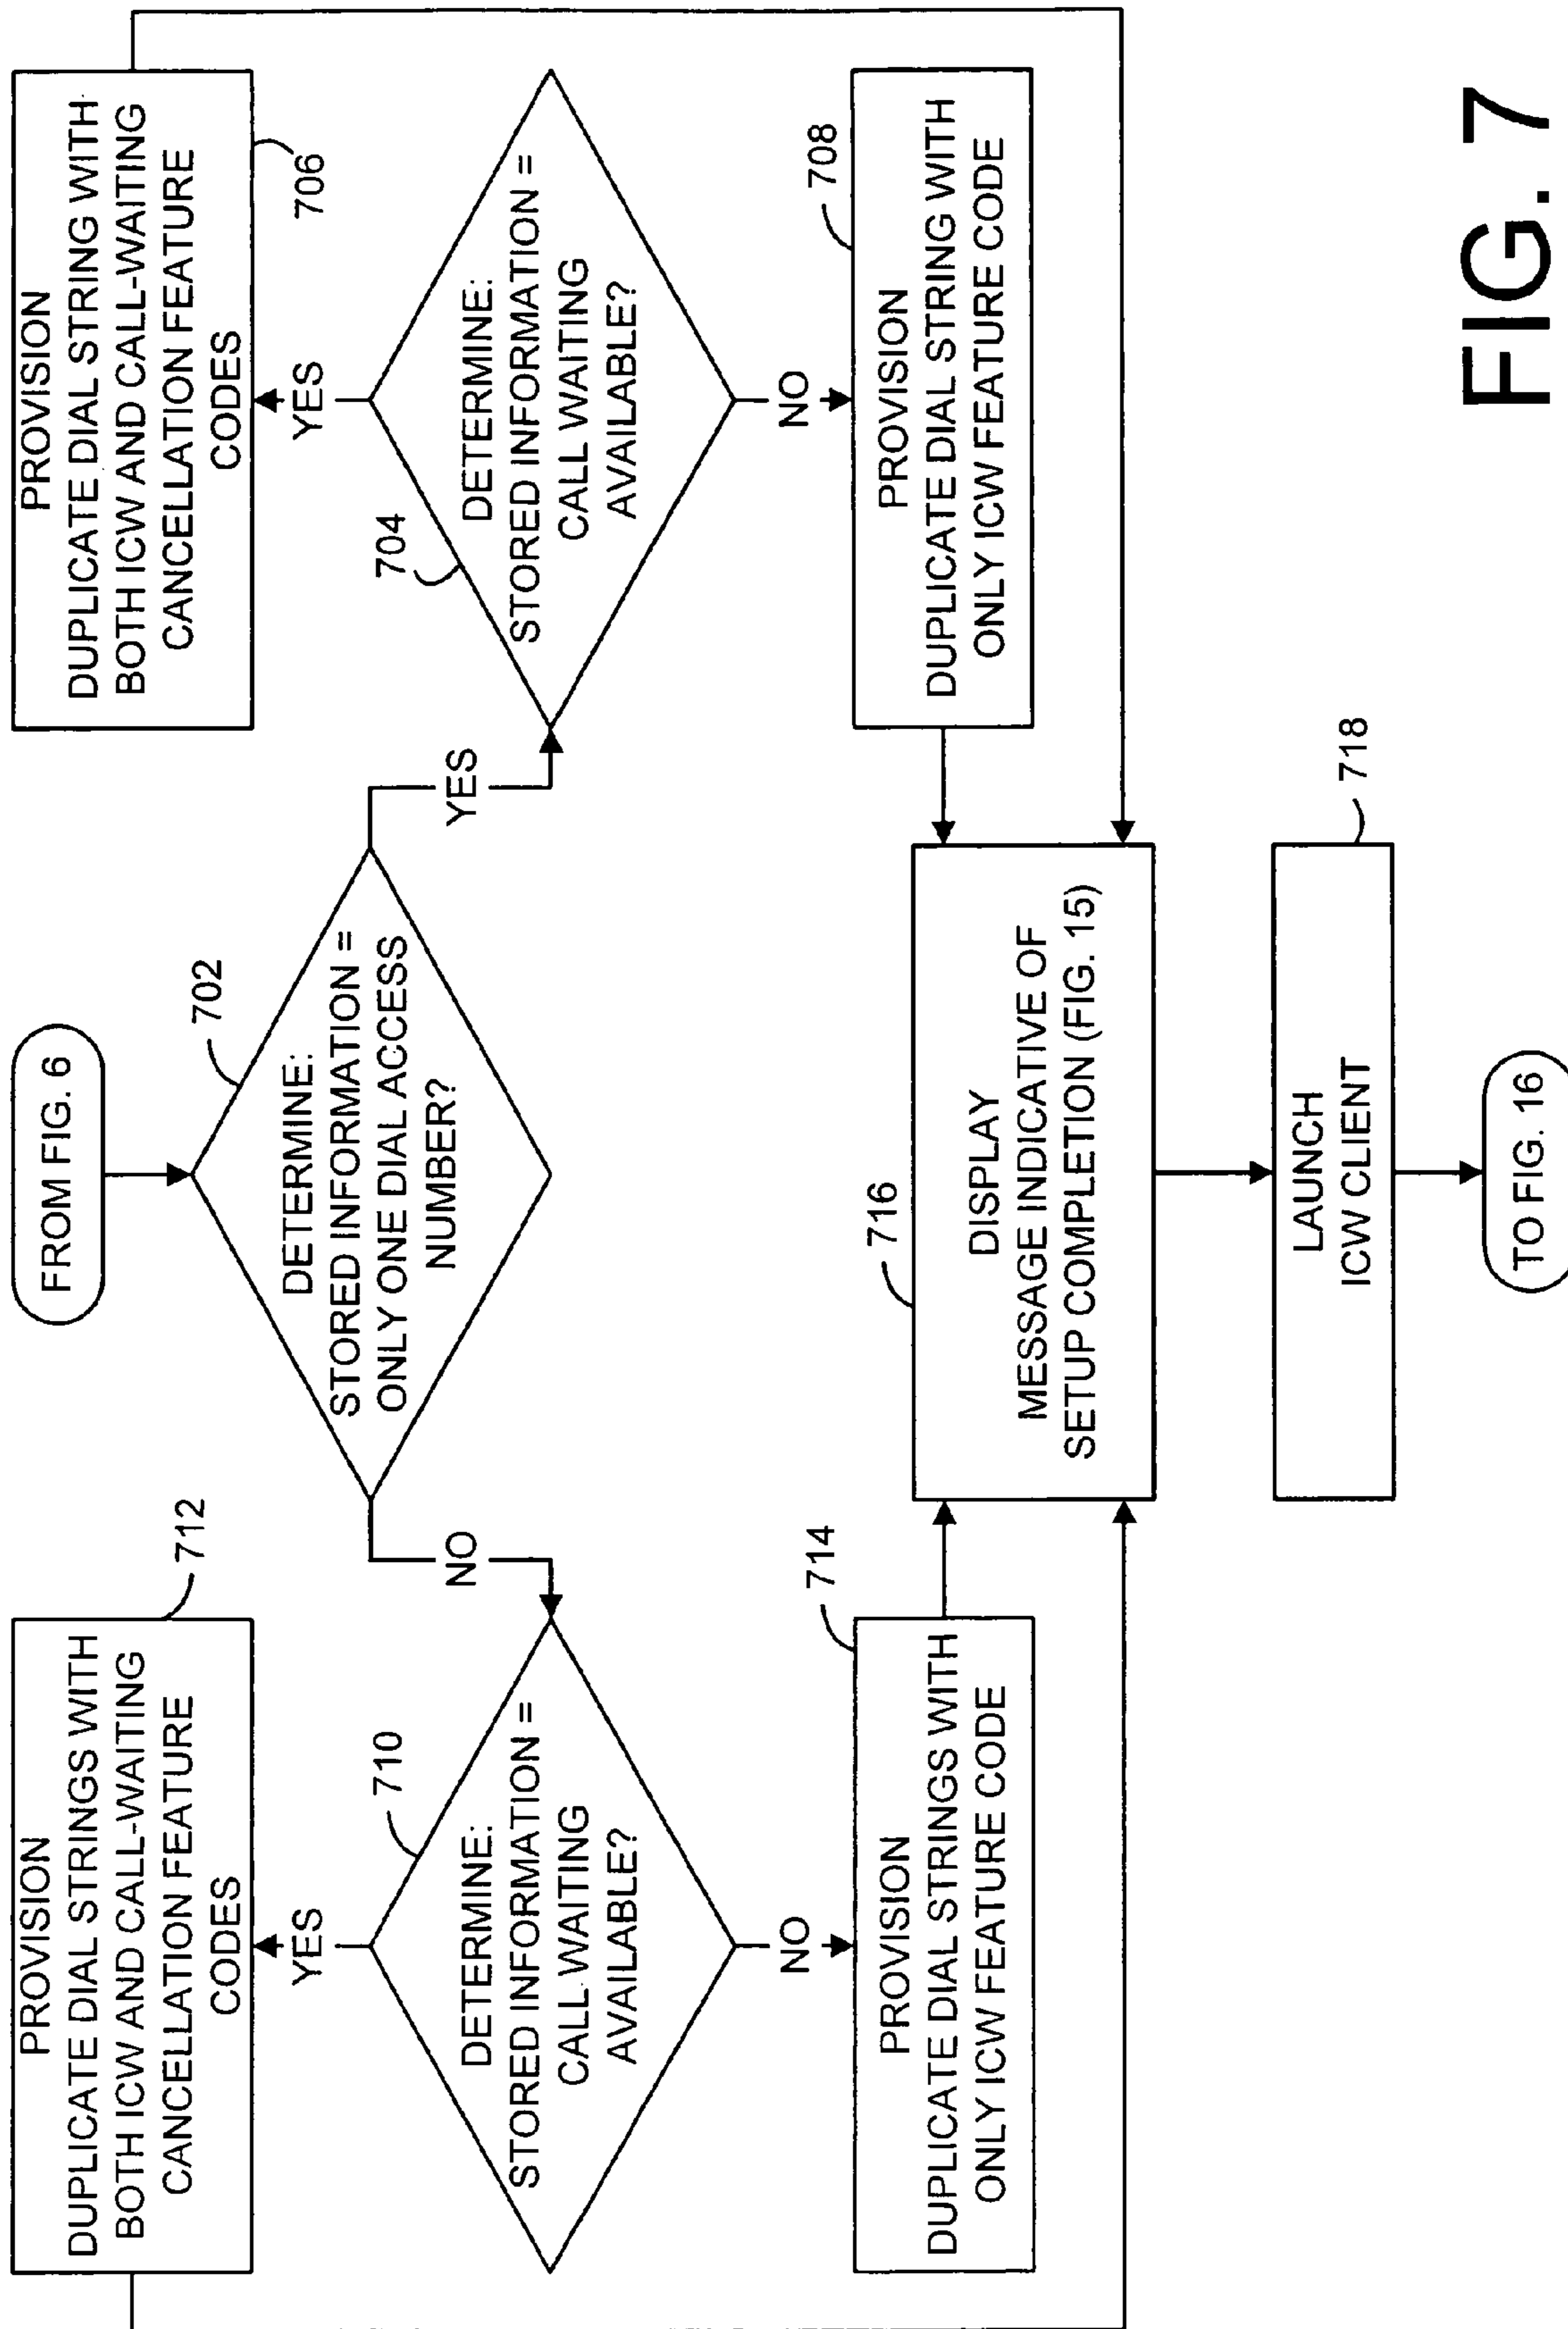 FROM FIG. 6
702
DETERMINE:
STORED INFORMATION =
ONLY ONE DIAL ACCESS
NUMBER?
NO
YES
712
PROVISION
DUPLICATE DIAL STRINGS WITH
BOTH ICW AND CALL-WAITING
CANCELLATION FEATURE
CODES
YES
710
DETERMINE:
STORED INFORMATION =
CALL WAITING
AVAILABLE?
NO
714
PROVISION
DUPLICATE DIAL STRINGS WITH
ONLY ICW FEATURE CODE
PROVISION
DUPLICATE DIAL STRING WITH
BOTH ICW AND CALL-WAITING
CANCELLATION FEATURE
CODES
706
YES
704
DETERMINE:
STORED INFORMATION =
CALL WAITING
AVAILABLE?
NO
708
PROVISION
DUPLICATE DIAL STRING WITH
ONLY ICW FEATURE CODE
716
DISPLAY
MESSAGE INDICATIVE OF
SETUP COMPLETION (FIG. 15)
718
LAUNCH
ICW CLIENT
TO FIG. 16
FIG. 7